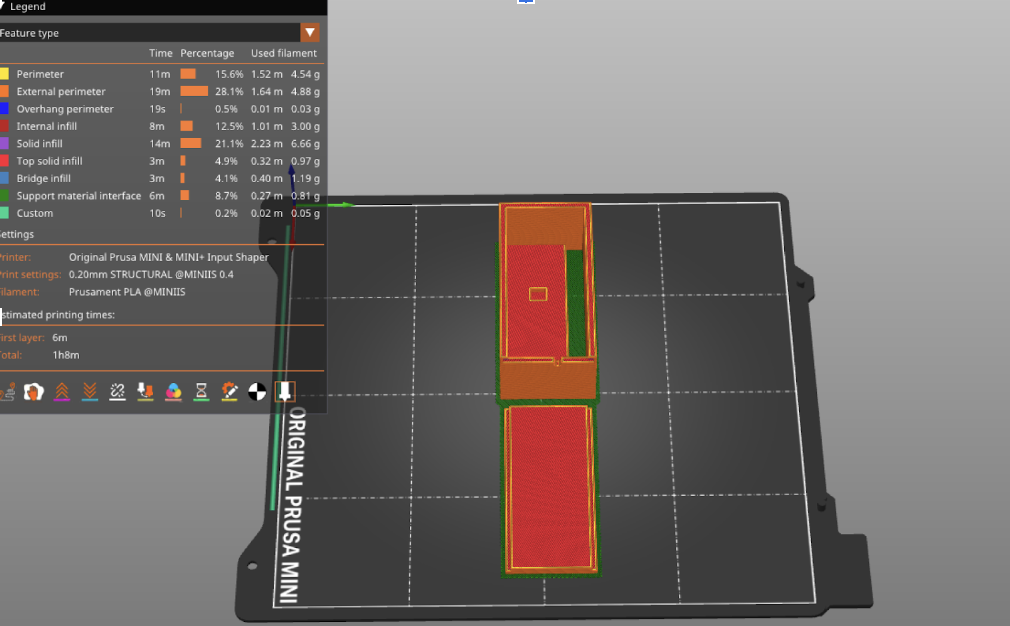 Legend
Feature type
Time Percentage Used filament
Perimeter 11m 15.6% 1.52 m 4.54 g
External perimeter 19m 28.1% 1.64 m 4.88 g
Overhang perimeter 19s 0.5% 0.01 m 0.03 g
Internal infill 8m 12.5% 1.01 m 3.00 g
Solid infill 14m 21.1% 2.23 m 6.66 g
Top solid infill 3m 4.9% 0.32 m 0.97 g
Bridge infill 3m 4.1% 0.40 m 1.19 g
Support material interface 6m 8.7% 0.27 m 0.81 g
Custom 10s 0.2% 0.02 m 0.05 g
Settings
Printer: Original Prusa MINI & MINI+ Input Shaper
Print settings: 0.20mm STRUCTURAL @MINIIS 0.4
Filament: Prusament PLA @MINIIS
stimated printing times:
First layer: 6m
Total: 1h8m
ORIGINAL PRUSA MINI